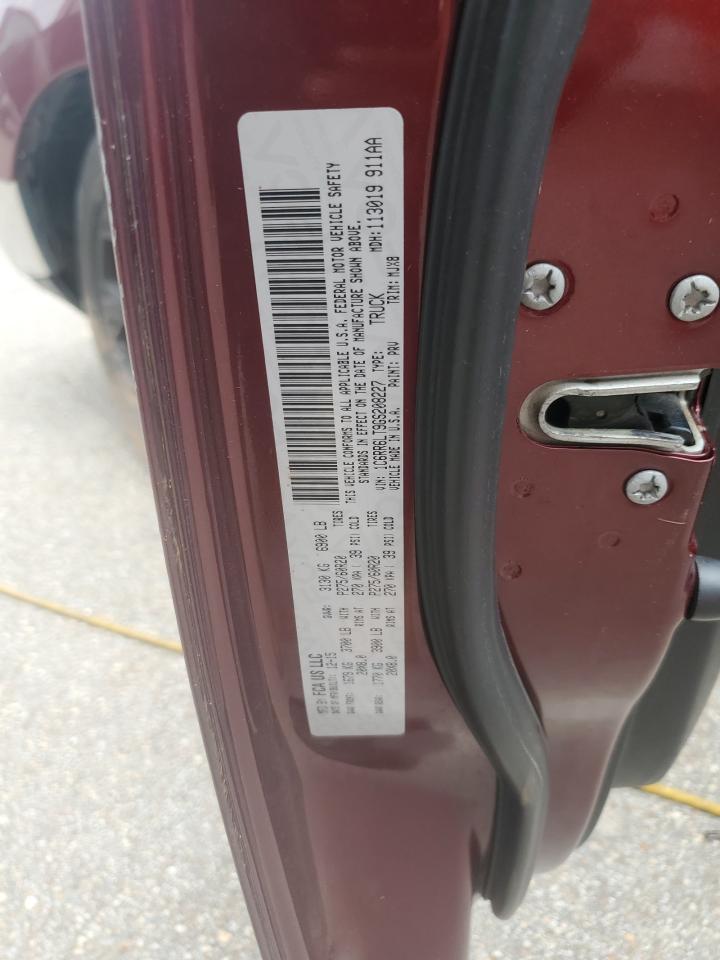 MFD BY: FCA US LLC
DATE OF MFR: 12-15 GVWR: 3130 KG 6900 LB
GAWR FRONT: 1678 KG 3700 LB WITH P275/60R20 TIRES
20X8.0 RIMS AT 270 KPA ( 39 PSI) COLD
GAWR REAR: 1770 KG 3900 LB WITH P275/60R20 TIRES
20X8.0 RIMS AT 270 KPA ( 39 PSI) COLD
THIS VEHICLE CONFORMS TO ALL APPLICABLE U.S.A. FEDERAL MOTOR VEHICLE SAFETY
STANDARDS IN EFFECT ON THE DATE OF MANUFACTURE SHOWN ABOVE.
VIN: 1C6RR6LT9GS208227 TYPE: TRUCK MDH:113019 911AA
VEHICLE MADE IN U.S.A. PAINT: PRV TRIM: MJX8